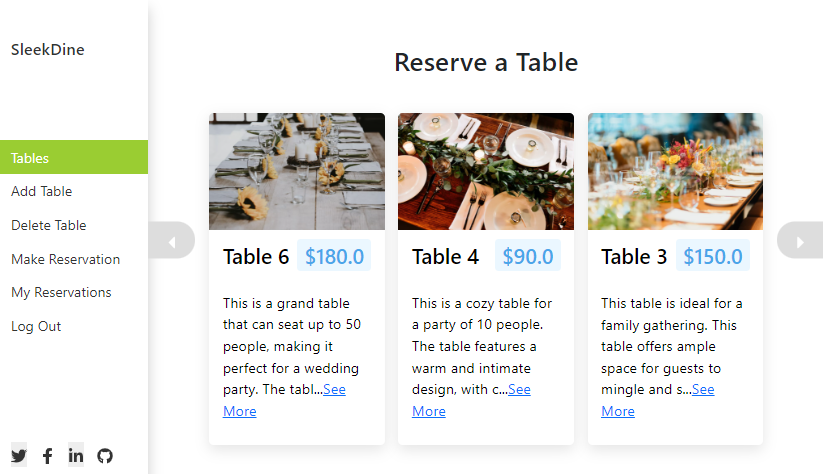 SleekDine
Tables
Add Table
Delete Table
Make Reservation
My Reservations
Log Out
Reserve a Table
Table 6 $180.0
This is a grand table
that can seat up to 50
people, making it
perfect for a wedding
party. The tabl...See
More
Table 4 $90.0
This is a cozy table for
a party of 10 people.
The table features a
warm and intimate
design, with c...See
More
Table 3 $150.0
This table is ideal for a
family gathering. This
table offers ample
space for guests to
mingle and s...See
More